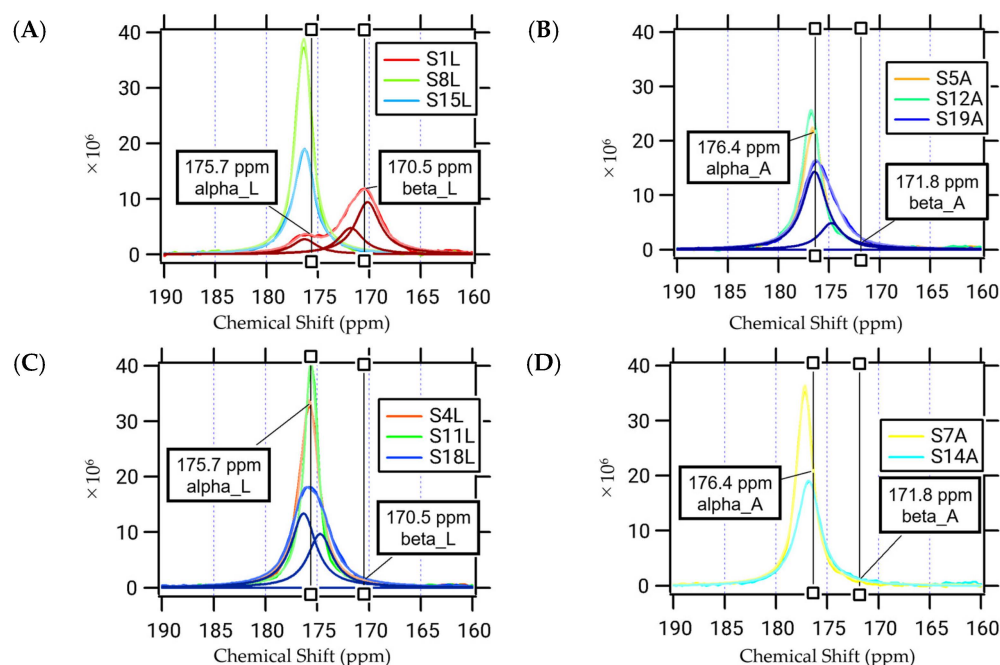 (A)
40
30
20
10
0
×10⁶
S1L
S8L
S15L
175.7 ppm
alpha_L
170.5 ppm
beta_L
190 185 180 175 170 165 160
Chemical Shift (ppm)
(B)
40
30
20
10
0
×10⁶
S5A
S12A
S19A
176.4 ppm
alpha_A
171.8 ppm
beta_A
190 185 180 175 170 165 160
Chemical Shift (ppm)
(C)
40
30
20
10
0
×10⁶
S4L
S11L
S18L
175.7 ppm
alpha_L
170.5 ppm
beta_L
190 185 180 175 170 165 160
Chemical Shift (ppm)
(D)
40
30
20
10
0
×10⁶
S7A
S14A
176.4 ppm
alpha_A
171.8 ppm
beta_A
190 185 180 175 170 165 160
Chemical Shift (ppm)